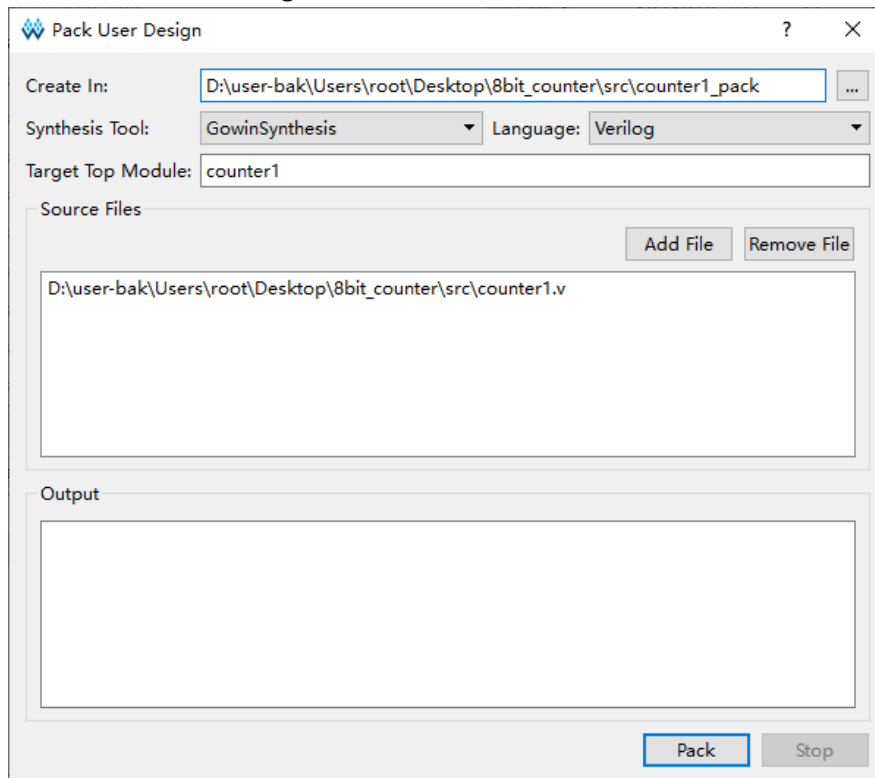 Pack User Design ?
Create In: D:\user-bak\Users\root\Desktop\8bit_counter\src\counter1_pack ...
Synthesis Tool: GowinSynthesis Language: Verilog
Target Top Module: counter1
Source Files
Add File Remove File
D:\user-bak\Users\root\Desktop\8bit_counter\src\counter1.v
Output
Pack Stop